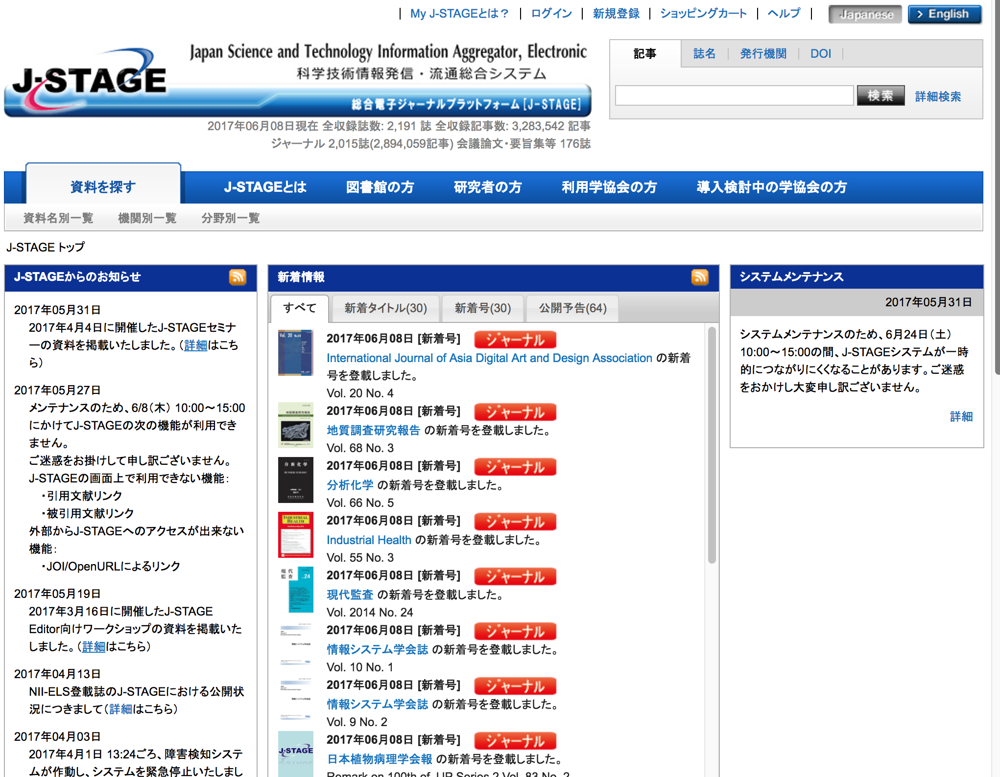 My J-STAGEとは？
ログイン
新規登録
ショッピングカート
ヘルプ
Japanese
English
J-STAGE
Japan Science and Technology Information Aggregator, Electronic
科学技術情報発信・流通総合システム
総合電子ジャーナルプラットフォーム [J-STAGE]
2017年06月08日現在 全収録誌数: 2,191 誌 全収録記事数: 3,283,542 記事
ジャーナル 2,015誌(2,894,059記事) 会議論文・要旨集等 176誌
記事
誌名
発行機関
DOI
検索
詳細検索
資料を探す
J-STAGEとは
図書館の方
研究者の方
利用学協会の方
導入検討中の学協会の方
資料名別一覧
機関別一覧
分野別一覧
J-STAGE トップ
J-STAGEからのお知らせ
2017年05月31日
2017年4月4日に開催したJ-STAGEセミナ
ーの資料を掲載いたしました。（詳細はこち
ら）
2017年05月27日
メンテナンスのため、6/8（木） 10:00～15:00
にかけてJ-STAGEの次の機能が利用でき
ません。
ご迷惑をお掛けして申し訳ございません。
J-STAGEの画面上で利用できない機能：
・引用文献リンク
・被引用文献リンク
外部からJ-STAGEへのアクセスが出来ない
機能：
・JOI/OpenURLによるリンク
2017年05月19日
2017年3月16日に開催したJ-STAGE
Editor向けワークショップの資料を掲載いた
しました。（詳細はこちら）
2017年04月13日
NII-ELS登載誌のJ-STAGEにおける公開状
況につきまして（詳細はこちら）
2017年04月03日
2017年4月1日 13:24ごろ、障害検知システ
ムが作動し、システムを緊急停止いたしまし
新着情報
すべて
新着タイトル(30)
新着号(30)
公開予告(64)
Vol. 20 No.04
2017年06月08日 [新着号] ジャーナル
International Journal of Asia Digital Art and Design Association の新着
号を登載しました。
Vol. 20 No. 4
地質調査研究報告
2017年06月08日 [新着号] ジャーナル
地質調査研究報告 の新着号を登載しました。
Vol. 68 No. 3
分析化学
BUNSEKI KAGAKU
2017
2017年06月08日 [新着号] ジャーナル
分析化学 の新着号を登載しました。
Vol. 66 No. 5
INDUSTRIAL
HEALTH
2017年06月08日 [新着号] ジャーナル
Industrial Health の新着号を登載しました。
Vol. 55 No. 3
現代
監査
24
2017年06月08日 [新着号] ジャーナル
現代監査 の新着号を登載しました。
Vol. 2014 No. 24
2017年06月08日 [新着号] ジャーナル
情報システム学会誌 の新着号を登載しました。
Vol. 10 No. 1
2017年06月08日 [新着号] ジャーナル
情報システム学会誌 の新着号を登載しました。
Vol. 9 No. 2
J-STAGE
2017年06月08日 [新着号] ジャーナル
日本植物病理学会報 の新着号を登載しました。
Remark on 100th of JJP Series 2 Vol. 83 No. 2
システムメンテナンス
2017年05月31日
システムメンテナンスのため、6月24日（土）
10:00～15:00の間、J-STAGEシステムが一時
的につながりにくくなることがあります。ご迷惑
をおかけし大変申し訳ございません。
詳細